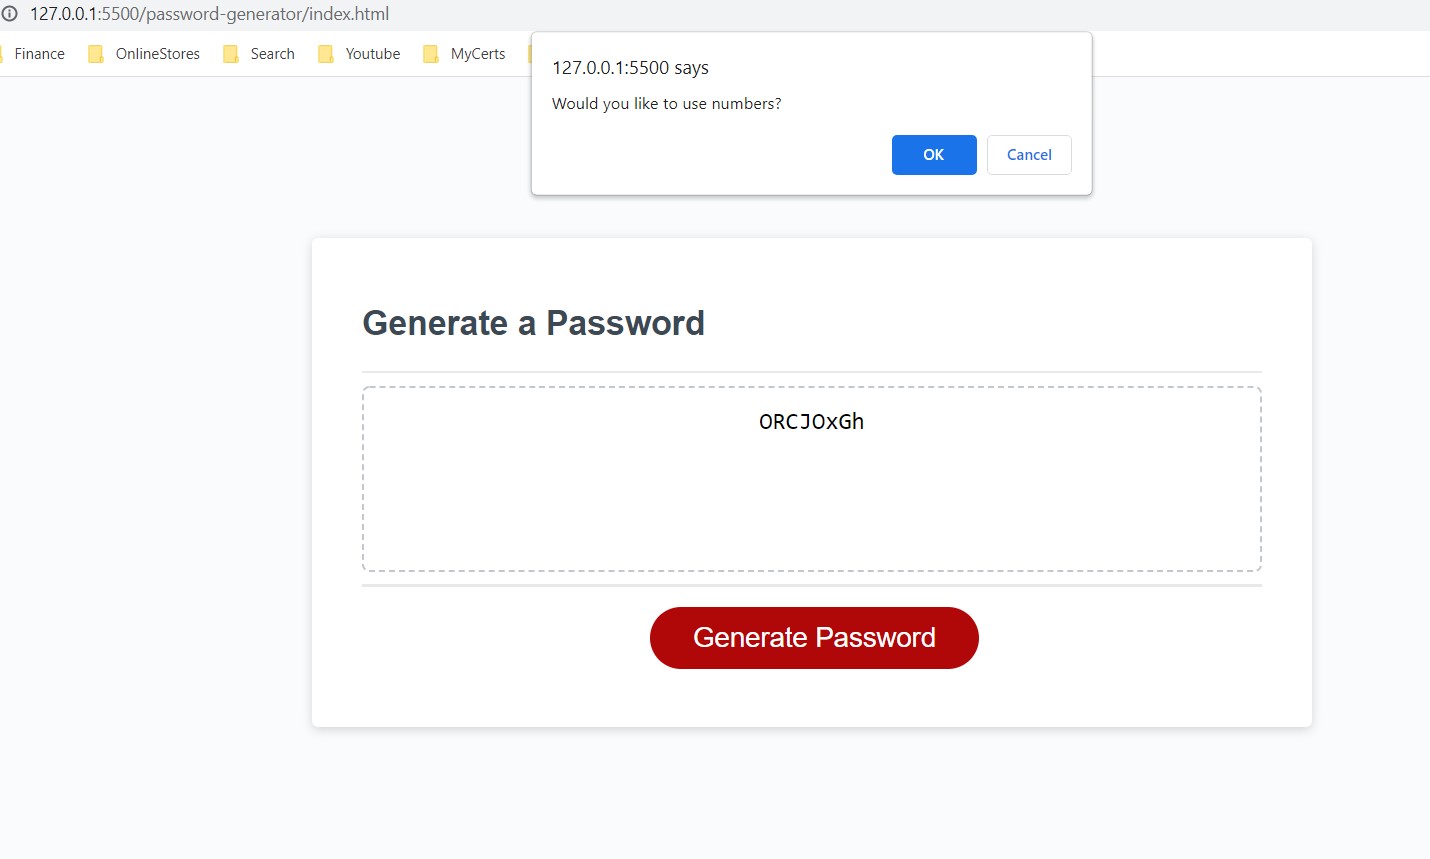 127.0.0.1:5500/password-generator/index.html
Finance OnlineStores Search Youtube MyCerts
127.0.0.1:5500 says
Would you like to use numbers?
OK Cancel
Generate a Password
ORCJOxGh
Generate Password